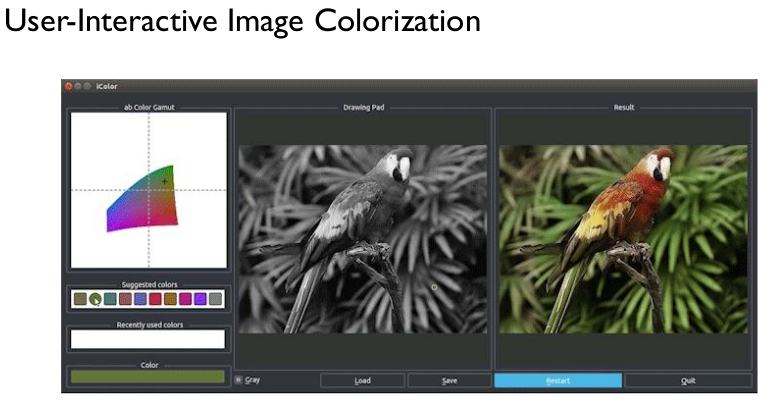 User-Interactive Image Colorization
iColor
ab Color Gamut
Drawing Pad
Result
Suggested colors
Recently used colors
Color
Gray
Load
Save
Restart
Quit